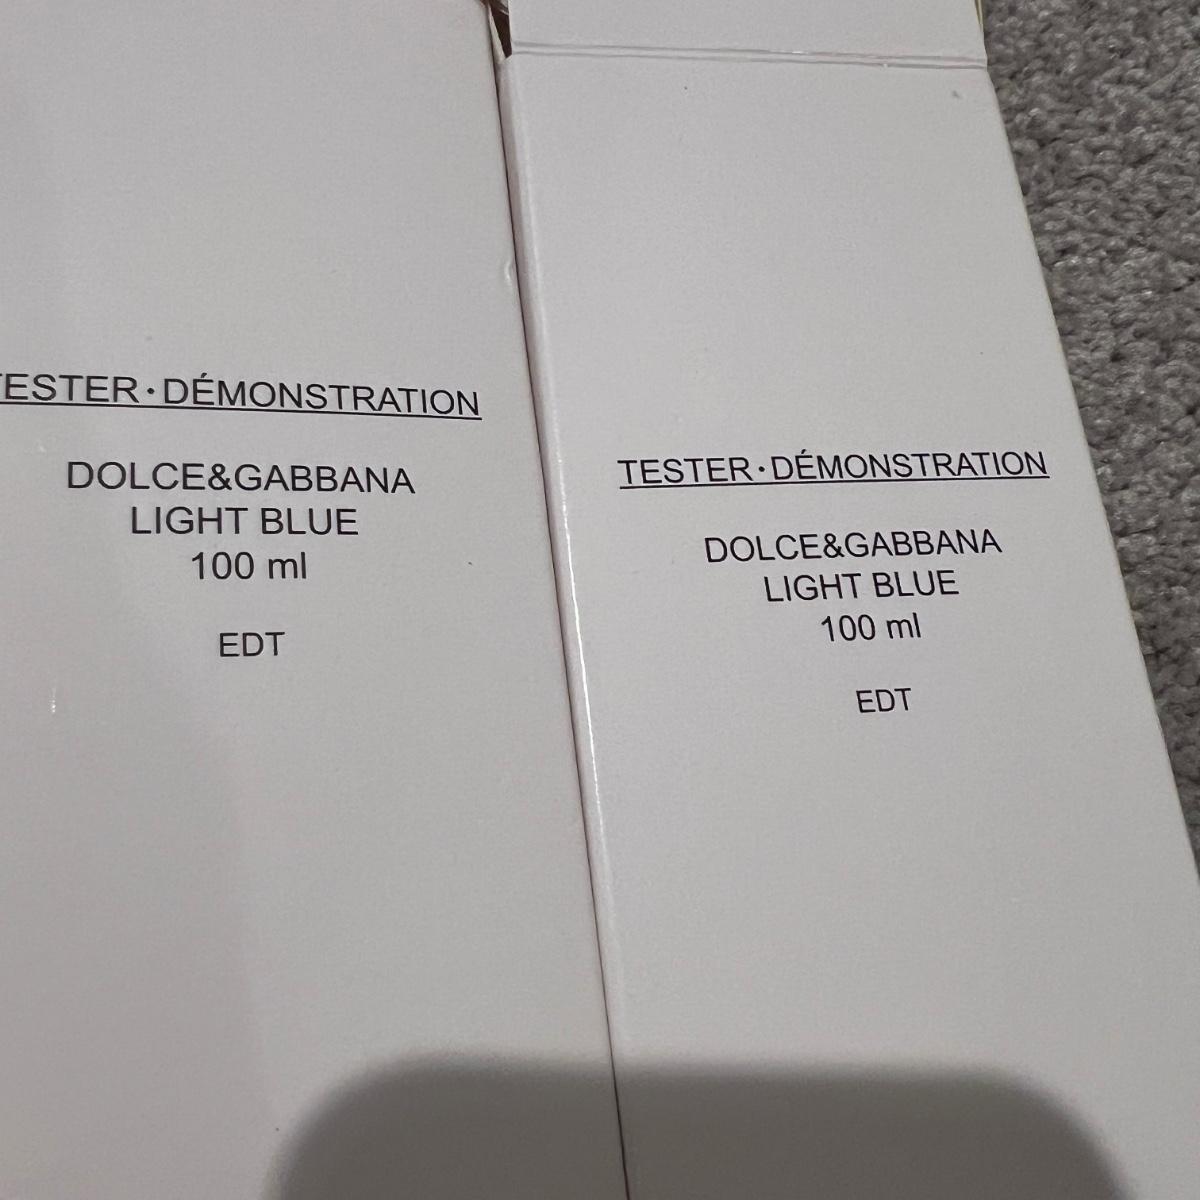 TESTER·DÉMONSTRATION
DOLCE&GABBANA
LIGHT BLUE
100 ml
EDT
TESTER·DÉMONSTRATION
DOLCE&GABBANA
LIGHT BLUE
100 ml
EDT